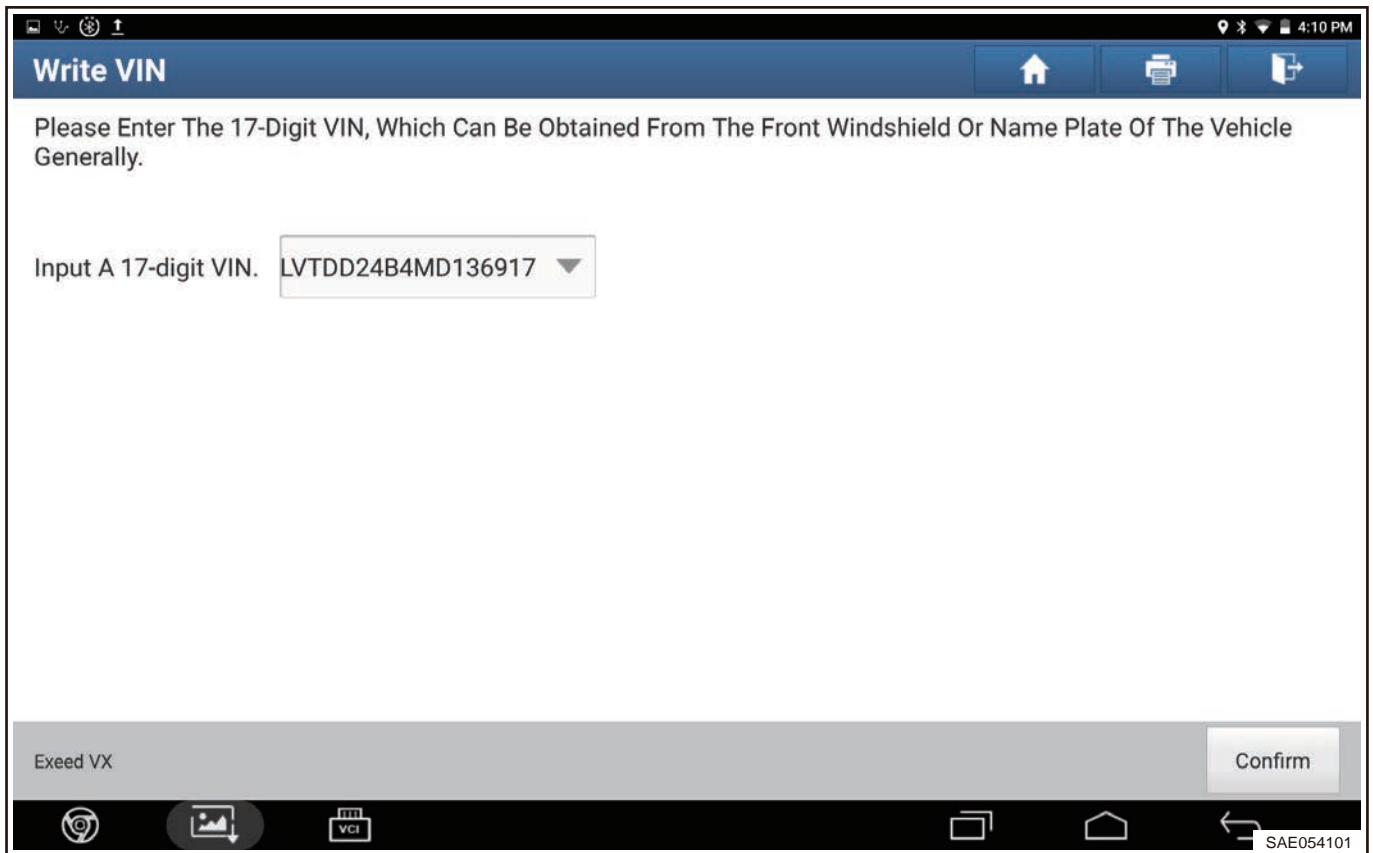 4:10 PM
Write VIN
Please Enter The 17-Digit VIN, Which Can Be Obtained From The Front Windshield Or Name Plate Of The Vehicle
Generally.
Input A 17-digit VIN. LVTDD24B4MD136917
Exeed VX
Confirm
VCI
SAE054101